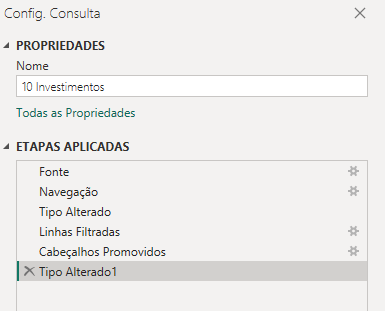 Config. Consulta
PROPRIEDADES
Nome
10 Investimentos
Todas as Propriedades
ETAPAS APLICADAS
Fonte
Navegação
Tipo Alterado
Linhas Filtradas
Cabeçalhos Promovidos
Tipo Alterado1